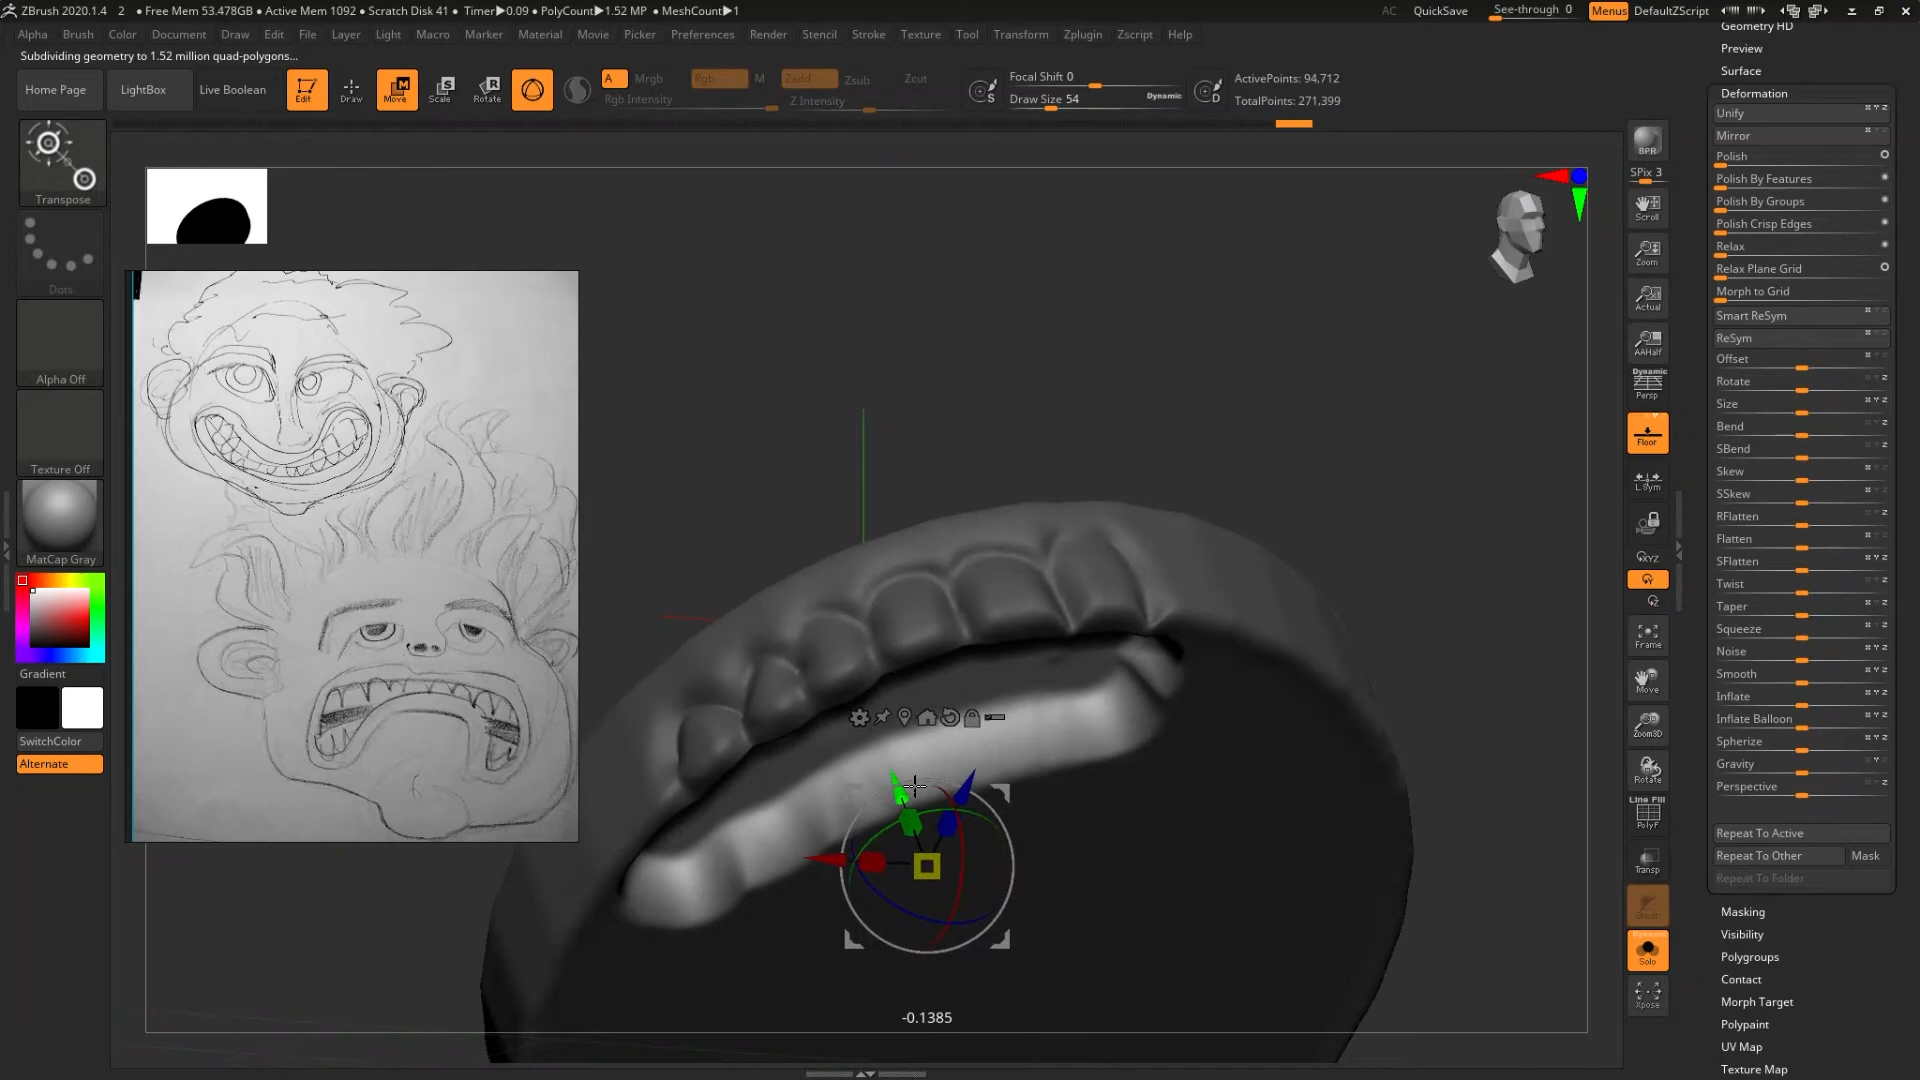 ZBrush 2020.1.4 2 • Free Mem 53.478GB • Active Mem 1092 • Scratch Disk 41 • Timer▶0.09 • PolyCount▶1.52 MP • MeshCount▶1
AC QuickSave See-through 0 Menus DefaultZScript
Alpha Brush Color Document Draw Edit File Layer Light Macro Marker Material Movie Picker Preferences Render Stencil Stroke Texture Tool Transform Zplugin Zscript Help
Subdividing geometry to 1.52 million quad-polygons...
Home Page LightBox Live Boolean
Edit Draw Move Scale Rotate
A Mrgb Rgb M Zadd Zsub Zcut
Rgb Intensity Z Intensity
Focal Shift 0
Draw Size 54 Dynamic
S
D
ActivePoints: 94,712
TotalPoints: 271,399
Transpose
Dots
Alpha Off
Texture Off
MatCap Gray
Gradient
SwitchColor
Alternate
-0.1385
BPR
SPix 3
Scroll
Zoom
Actual
AAHalf
Dynamic
Persp
Floor
L.Sym
XYZ
Y
Z
Frame
Move
Zoom3D
Rotate
Line Fill
PolyF
Transp
Ghost
Dynamic
Solo
Xpose
Geometry HD
Preview
Surface
Deformation
Unify
Mirror
Polish
Polish By Features
Polish By Groups
Polish Crisp Edges
Relax
Relax Plane Grid
Morph to Grid
Smart ReSym
ReSym
Offset
Rotate
Size
Bend
SBend
Skew
SSkew
RFlatten
Flatten
SFlatten
Twist
Taper
Squeeze
Noise
Smooth
Inflate
Inflate Balloon
Spherize
Gravity
Perspective
Repeat To Active
Repeat To Other Mask
Repeat To Folder
Masking
Visibility
Polygroups
Contact
Morph Target
Polypaint
UV Map
Texture Map